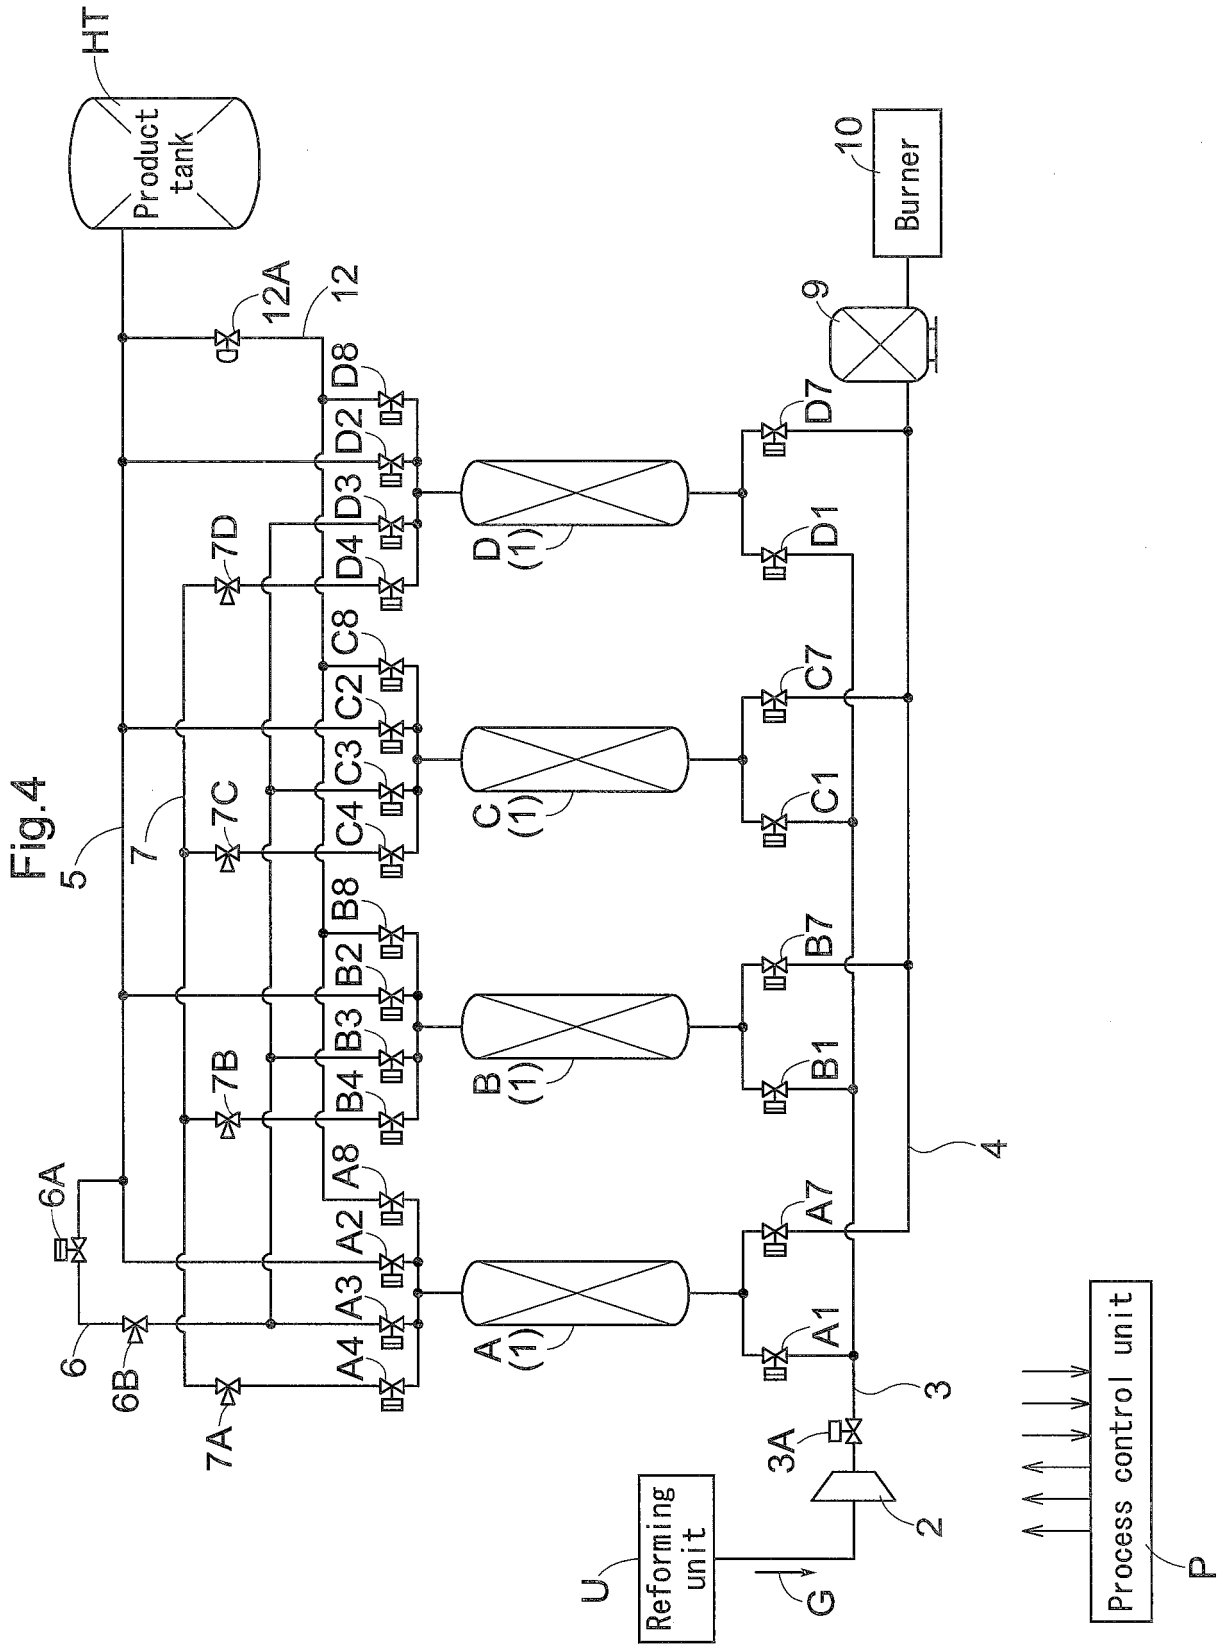 Fig.4
HT
Product
tank
5
6
6A
6B
7
7A
7B
7C
7D
12A
12
A4
A3
A2
A8
B4
B3
B2
B8
C4
C3
C2
C8
D4
D3
D2
D8
A
(1)
B
(1)
C
(1)
D
(1)
A1
A7
B1
B7
C1
C7
D1
D7
9
10
Burner
U
Reforming
unit
G
2
3A
3
4
Process control unit
P